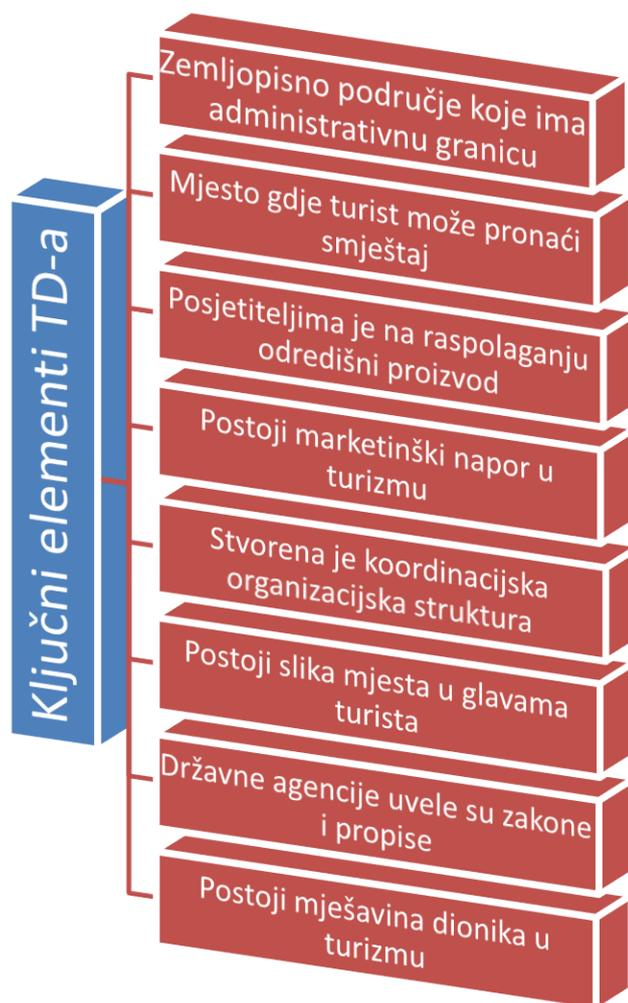 Ključni elementi TD-a
Zemljopisno područje koje ima
administrativnu granicu
Mjesto gdje turist može pronaći
smještaj
Posjetiteljima je na raspolaganju
odredišni proizvod
Postoji marketinški napor u
turizmu
Stvorena je koordinacijska
organizacijska struktura
Postoji slika mjesta u glavama
turista
Državne agencije uvele su zakone
i propise
Postoji mješavina dionika u
turizmu